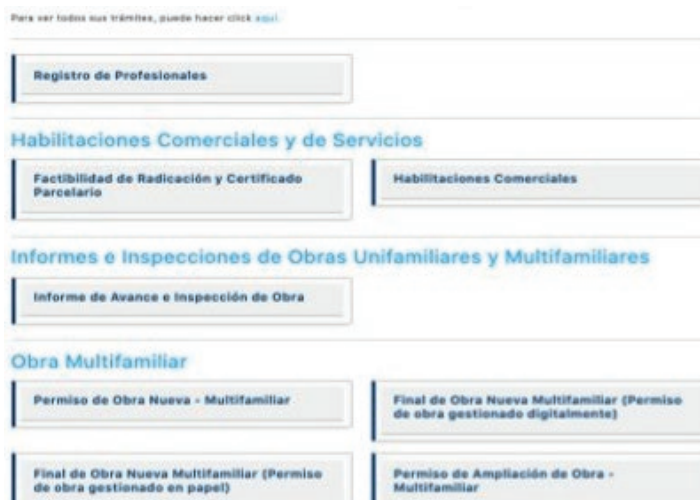 Para ver todos sus trámites, puede hacer click aquí.
Registro de Profesionales
Habilitaciones Comerciales y de Servicios
Factibilidad de Radicación y Certificado
Parcelario
Habilitaciones Comerciales
Informes e Inspecciones de Obras Unifamiliares y Multifamiliares
Informe de Avance e Inspección de Obra
Obra Multifamiliar
Permiso de Obra Nueva - Multifamiliar
Final de Obra Nueva Multifamiliar (Permiso
de obra gestionado digitalmente)
Final de Obra Nueva Multifamiliar (Permiso
de obra gestionado en papel)
Permiso de Ampliación de Obra -
Multifamiliar